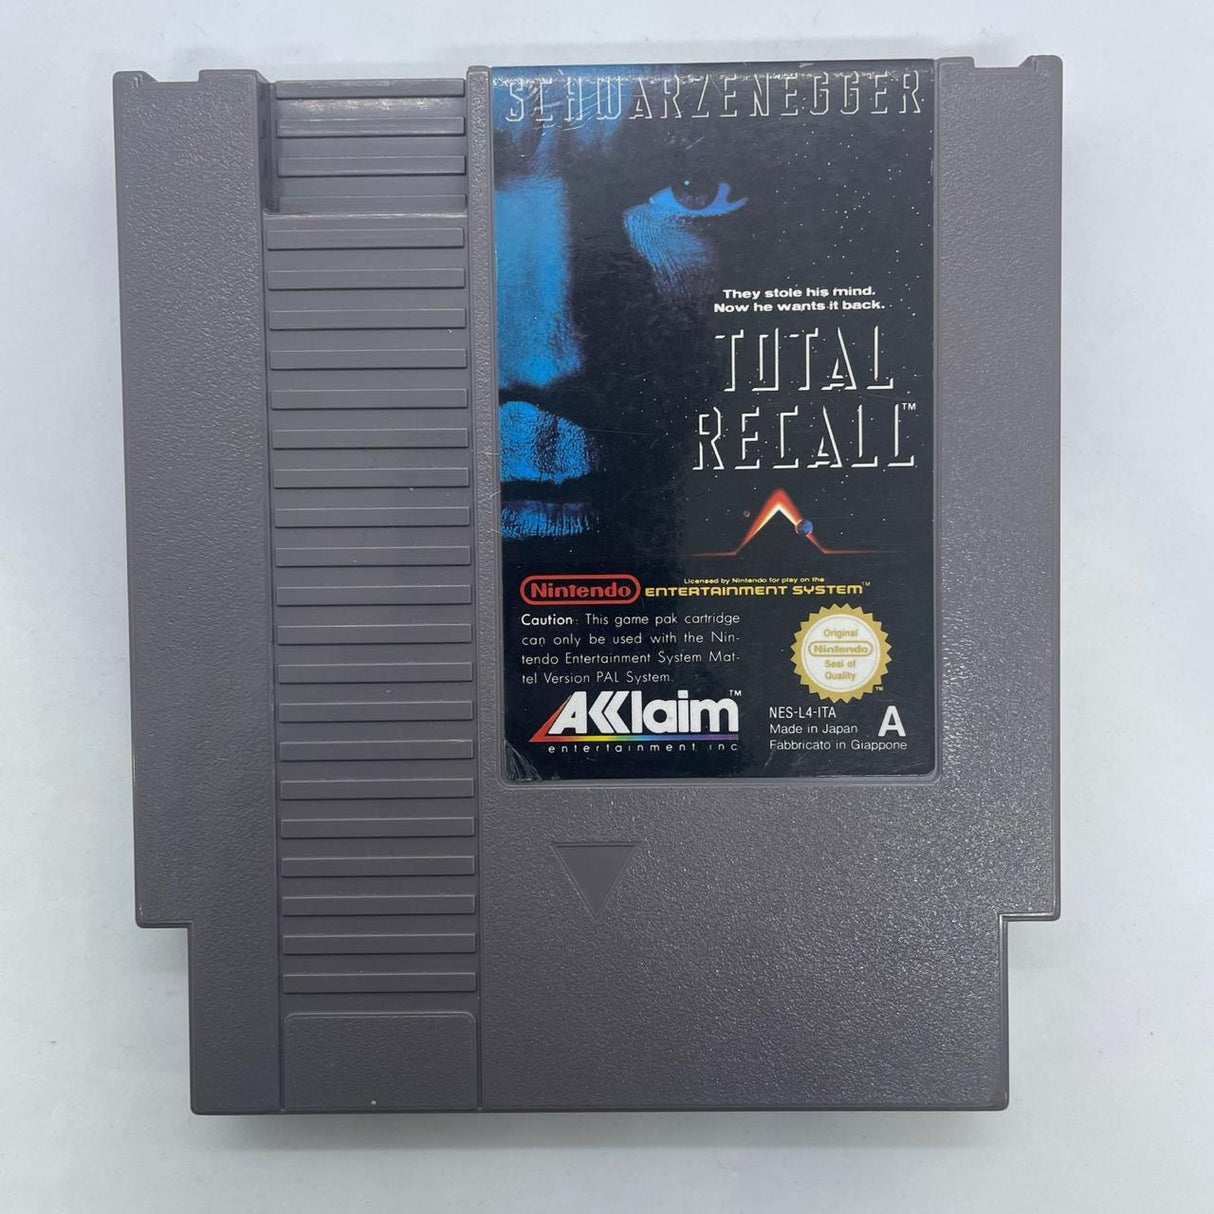 SCHWARZENEGGER
They stole his mind.
Now he wants it back.
TOTAL
RECALL™
Nintendo
Licensed by Nintendo for play on the
ENTERTAINMENT SYSTEM™
Caution: This game pak cartridge
can only be used with the Nin-
tendo Entertainment System Mat-
tel Version PAL System.
Original
Nintendo
Seal of
Quality
™
AKKlaim™
entertainment, inc
NES-L4-ITA
Made in Japan
A
Fabbricato in Giappone